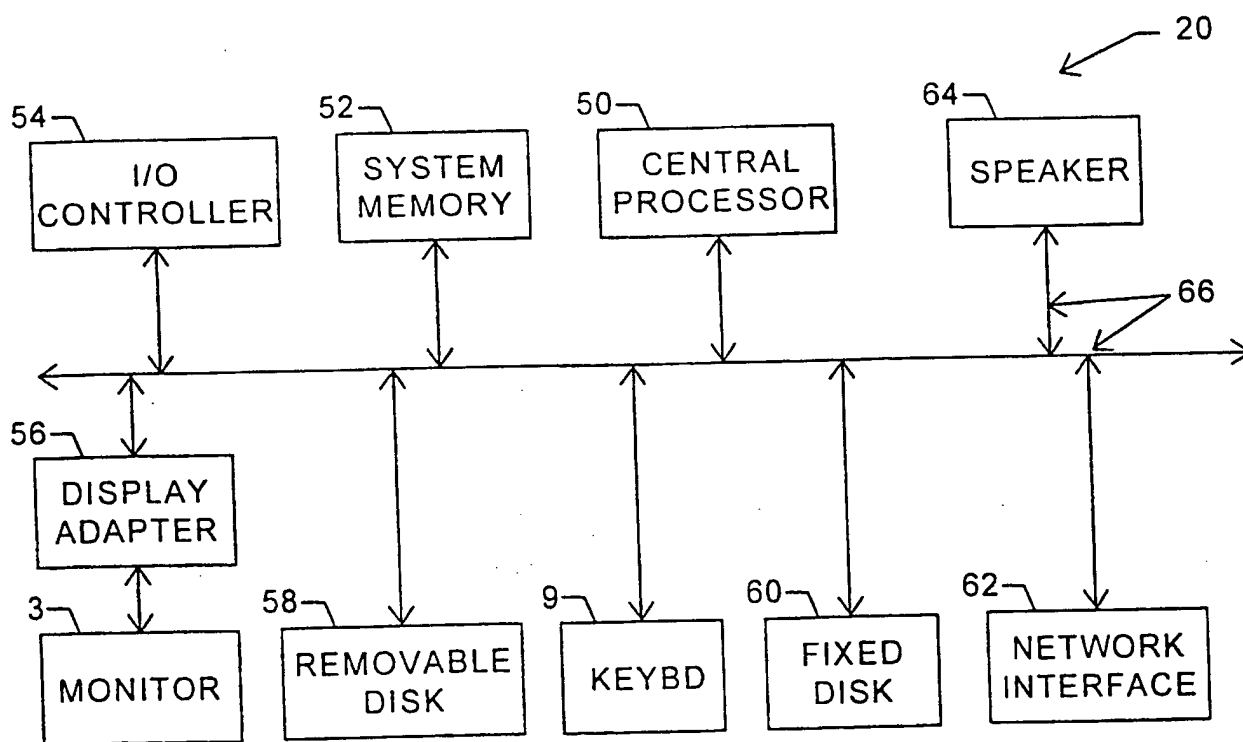 20
54
52
50
64
I/O
CONTROLLER
SYSTEM
MEMORY
CENTRAL
PROCESSOR
SPEAKER
66
56
DISPLAY
ADAPTER
3
MONITOR
58
REMOVABLE
DISK
9
KEYBD
60
FIXED
DISK
62
NETWORK
INTERFACE